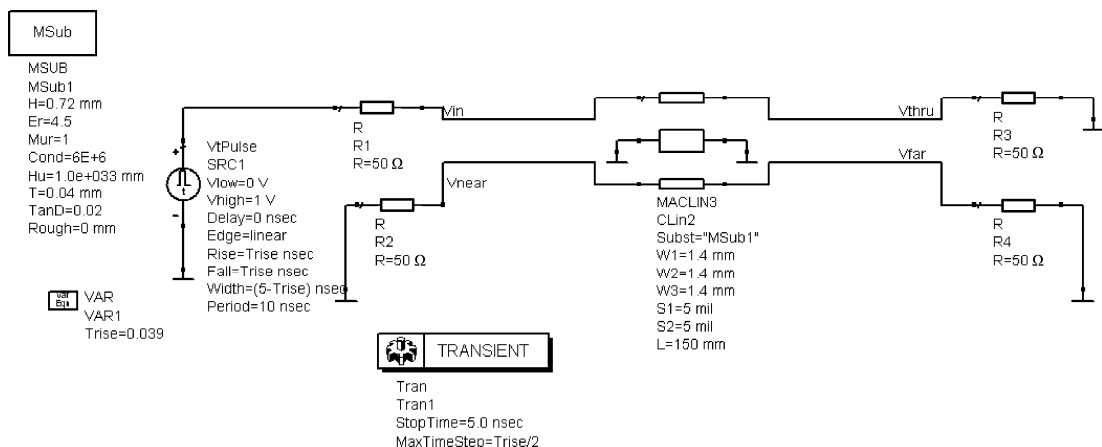 MSub
MSUB
MSub1
H=0.72 mm
Er=4.5
Mur=1
Cond=6E+6
Hu=1.0e+033 mm
T=0.04 mm
TanD=0.02
Rough=0 mm
Var
Eqn
VAR
VAR1
Trise=0.039
VtPulse
SRC1
Vlow=0 V
Vhigh=1 V
Delay=0 nsec
Edge=linear
Rise=Trise nsec
Fall=Trise nsec
Width=(5-Trise) nsec
Period=10 nsec
t
R
R1
R=50 Ω
Vin
Vnear
R
R2
R=50 Ω
TRANSIENT
Tran
Tran1
StopTime=5.0 nsec
MaxTimeStep=Trise/2
MACLIN3
CLin2
Subst="MSub1"
W1=1.4 mm
W2=1.4 mm
W3=1.4 mm
S1=5 mil
S2=5 mil
L=150 mm
Vthru
Vfar
R
R3
R=50 Ω
R
R4
R=50 Ω